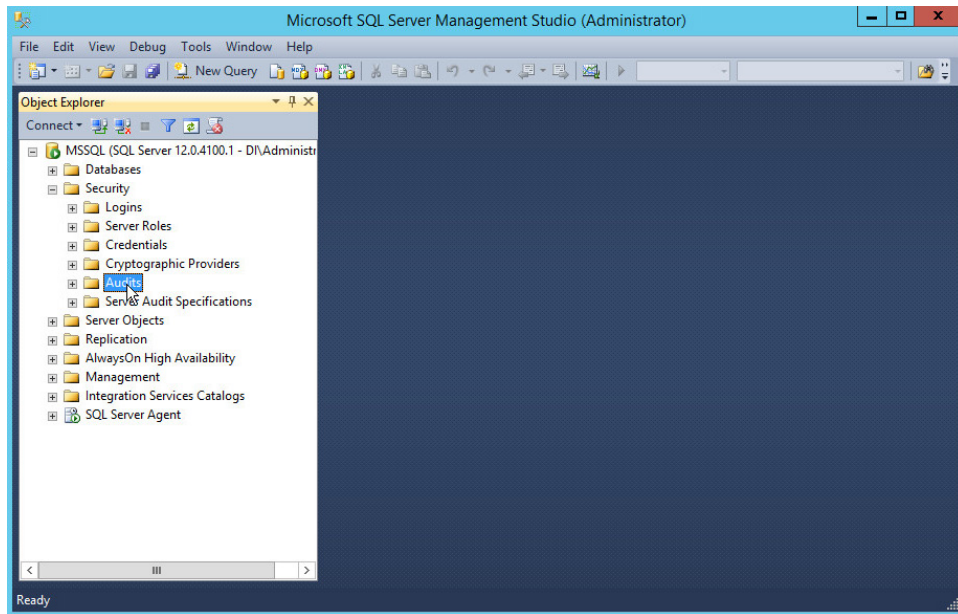 Microsoft SQL Server Management Studio (Administrator)
File Edit View Debug Tools Window Help
New Query
Object Explorer
Connect
MSSQL (SQL Server 12.0.4100.1 - DI\Administr
Databases
Security
Logins
Server Roles
Credentials
Cryptographic Providers
Audits
Server Audit Specifications
Server Objects
Replication
AlwaysOn High Availability
Management
Integration Services Catalogs
SQL Server Agent
Ready